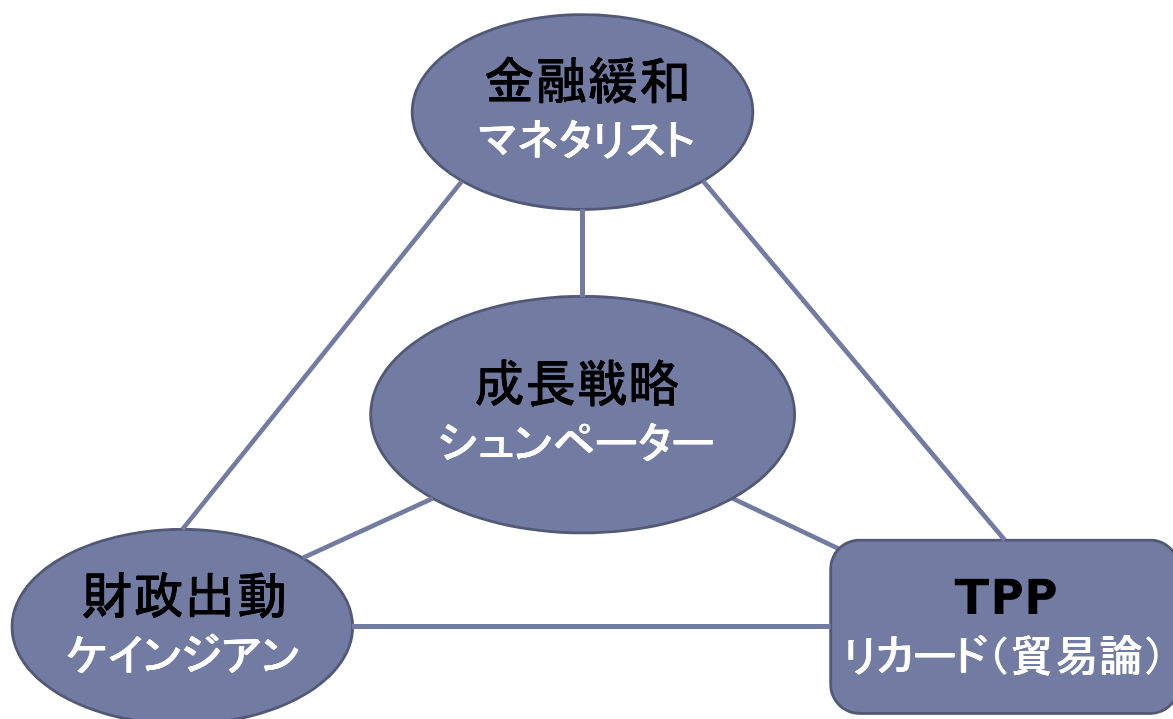 金融緩和
マネタリスト
成長戦略
シュンペーター
財政出動
ケインジアン
TPP
リカード(貿易論)